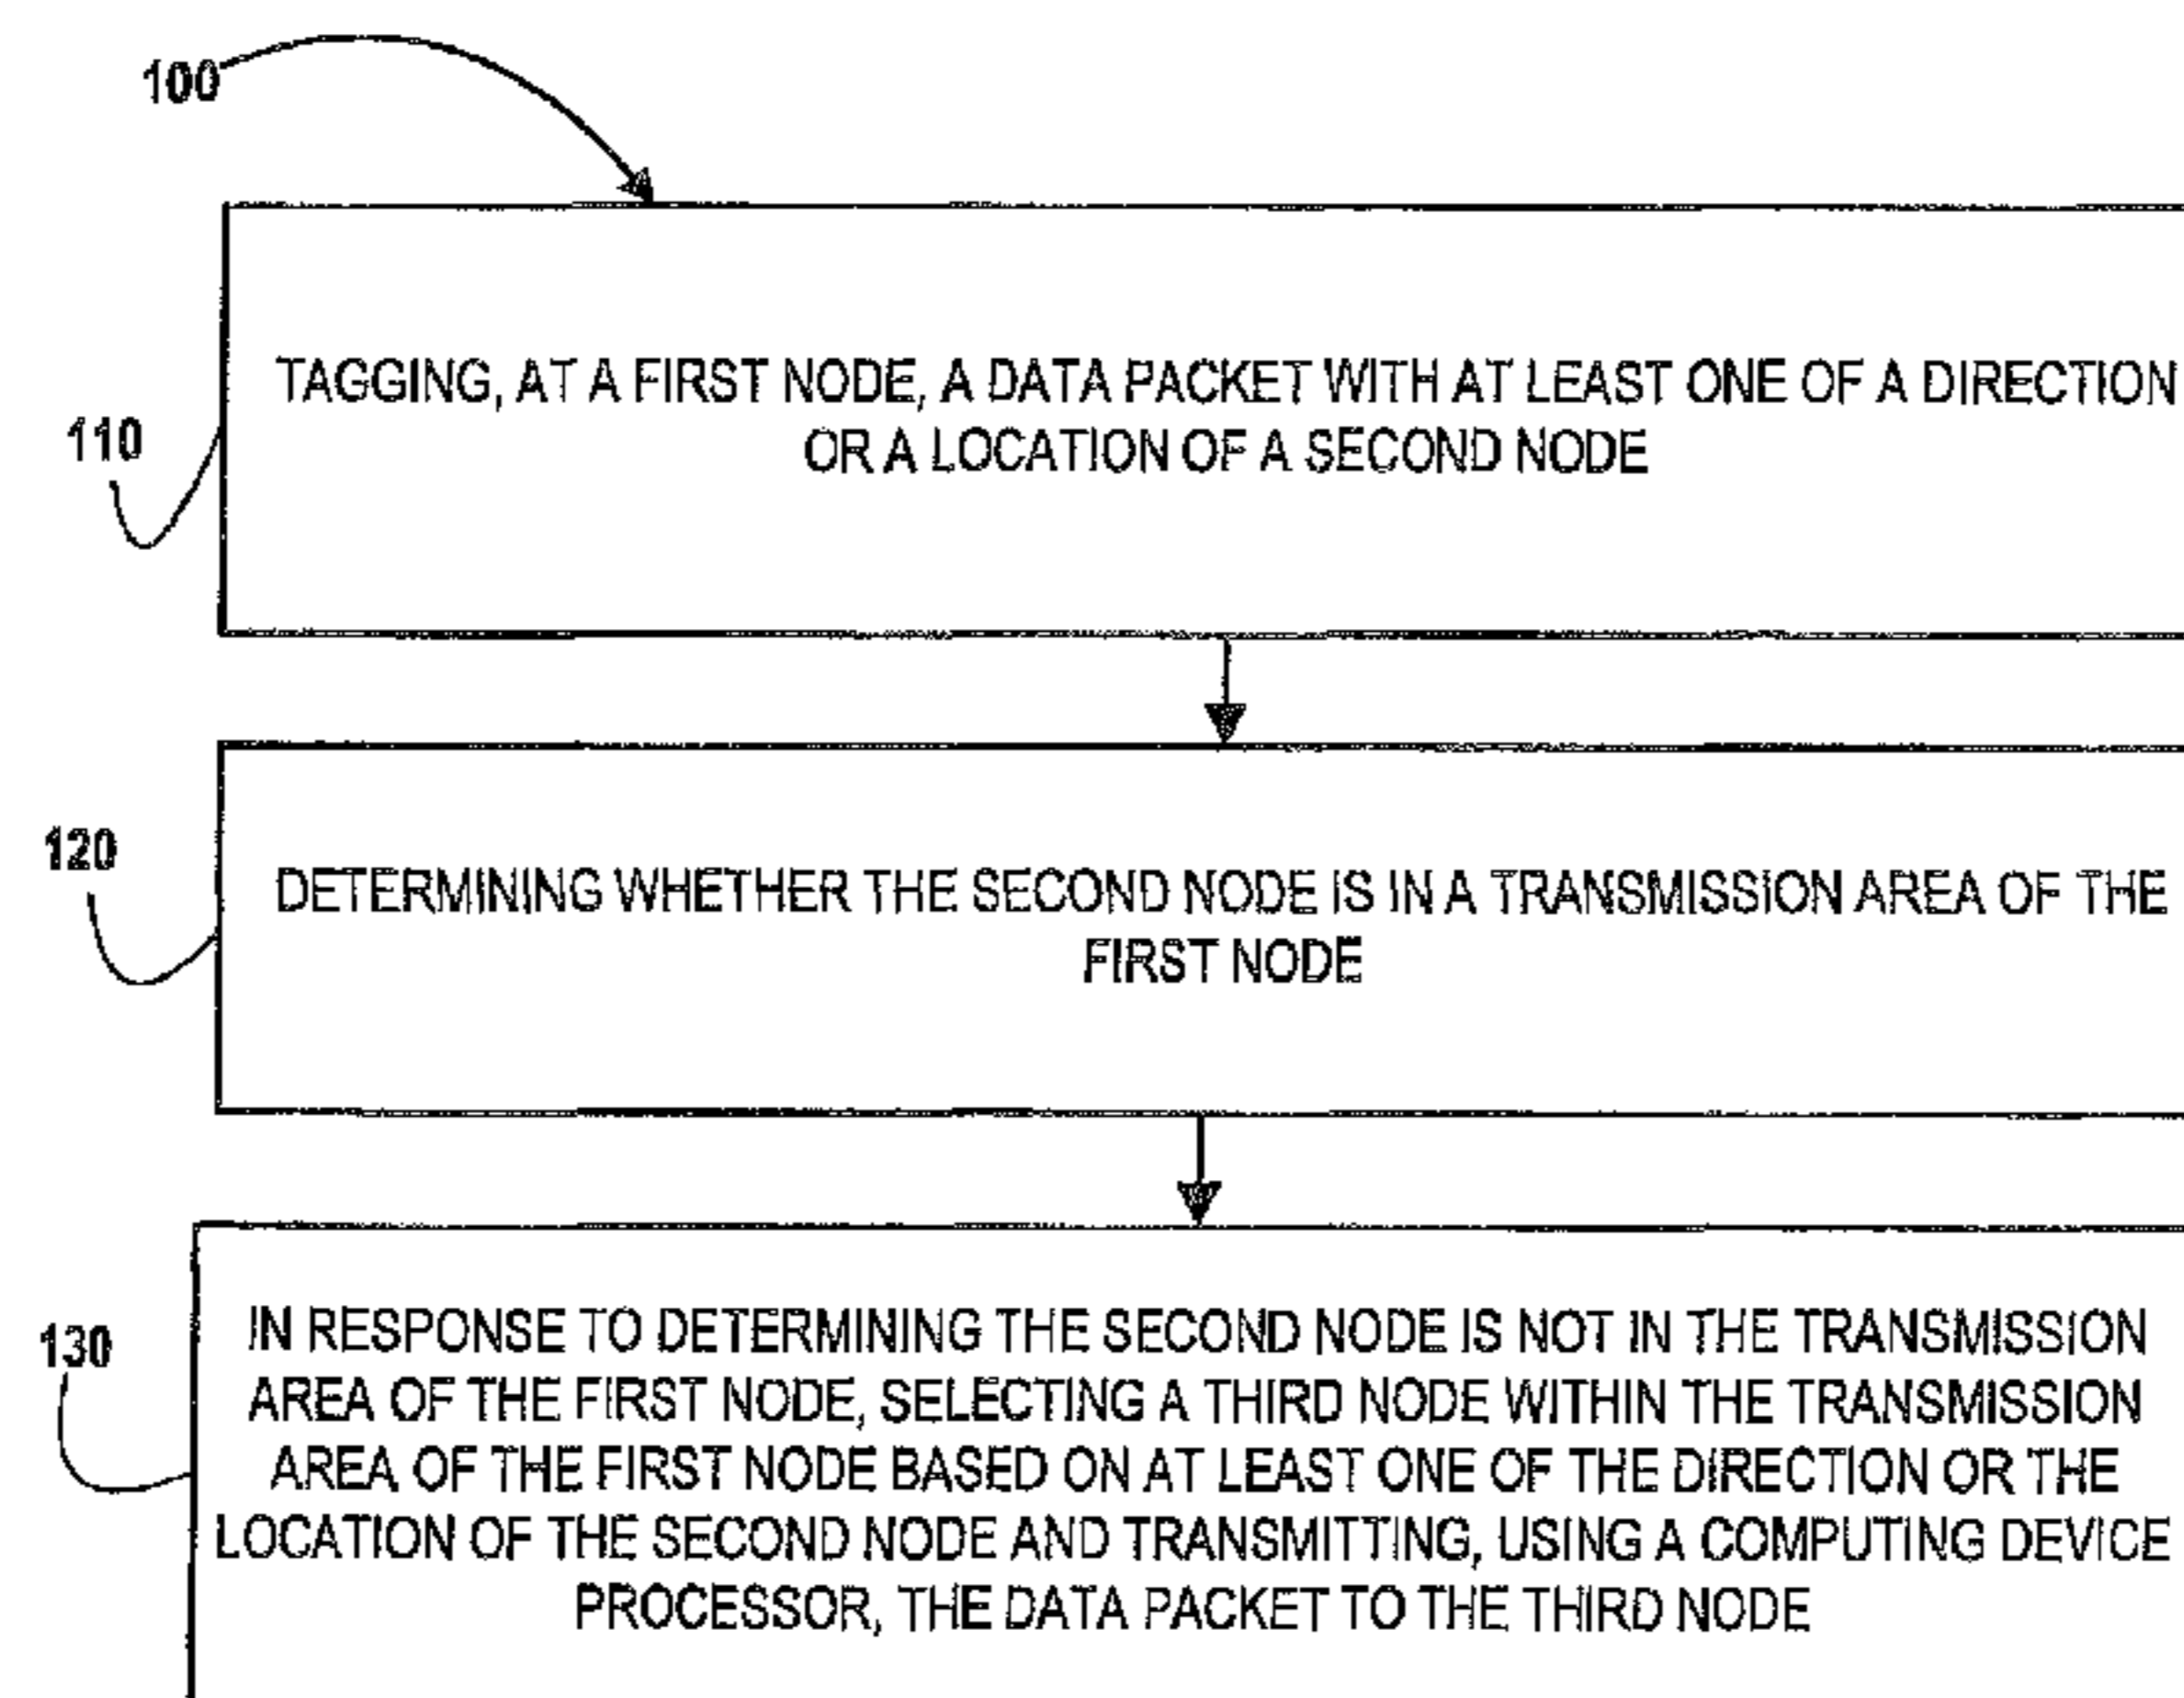 100
110
TAGGING, AT A FIRST NODE, A DATA PACKET WITH AT LEAST ONE OF A DIRECTION
OR A LOCATION OF A SECOND NODE
120
DETERMINING WHETHER THE SECOND NODE IS IN A TRANSMISSION AREA OF THE
FIRST NODE
130
IN RESPONSE TO DETERMINING THE SECOND NODE IS NOT IN THE TRANSMISSION
AREA OF THE FIRST NODE, SELECTING A THIRD NODE WITHIN THE TRANSMISSION
AREA OF THE FIRST NODE BASED ON AT LEAST ONE OF THE DIRECTION OR THE
LOCATION OF THE SECOND NODE AND TRANSMITTING, USING A COMPUTING DEVICE
PROCESSOR, THE DATA PACKET TO THE THIRD NODE